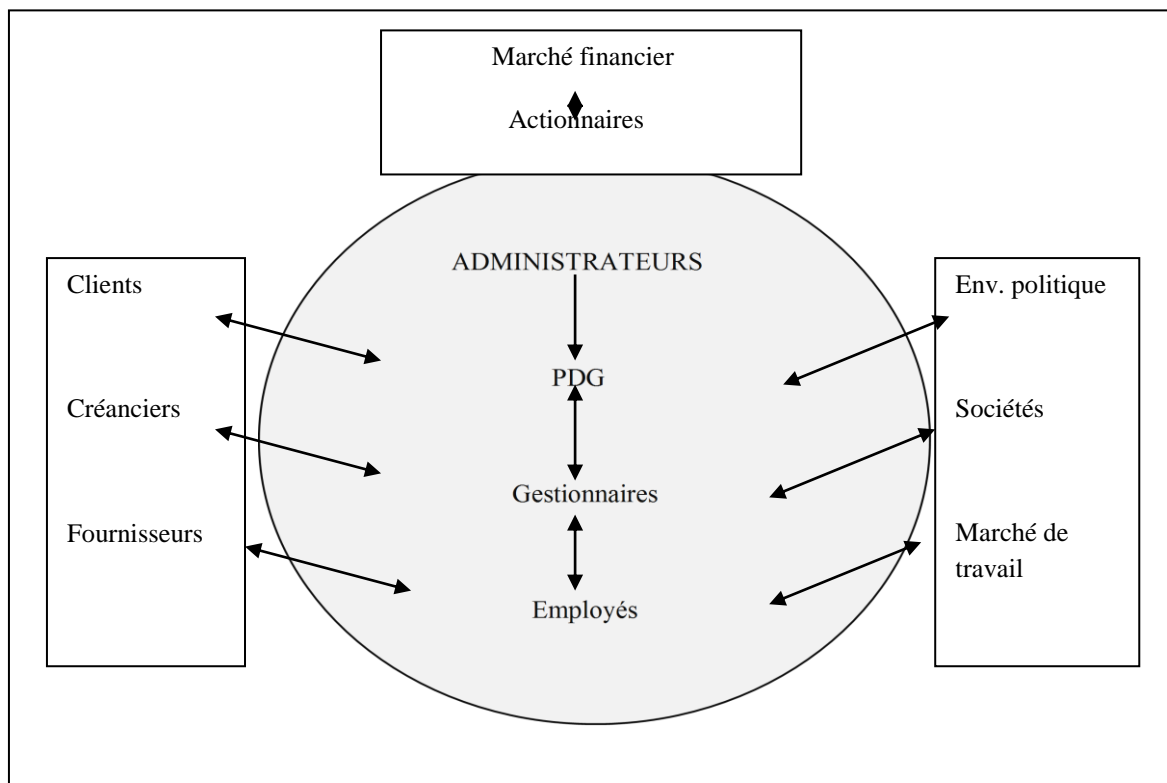 Marché financier
Actionnaires
ADMINISTRATEURS
PDG
Gestionnaires
Employés
Clients
Créanciers
Fournisseurs
Env. politique
Sociétés
Marché de
travail